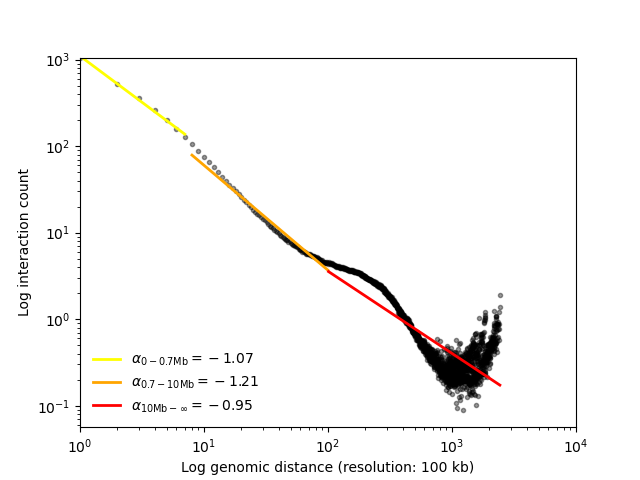 10³
10²
10¹
10⁰
10⁻¹
Log interaction count
α₀₋₀.₇Mb = −1.07
α₀.₇₋₁₀Mb = −1.21
α₁₀Mb₋∞ = −0.95
10⁰ 10¹ 10² 10³ 10⁴
Log genomic distance (resolution: 100 kb)